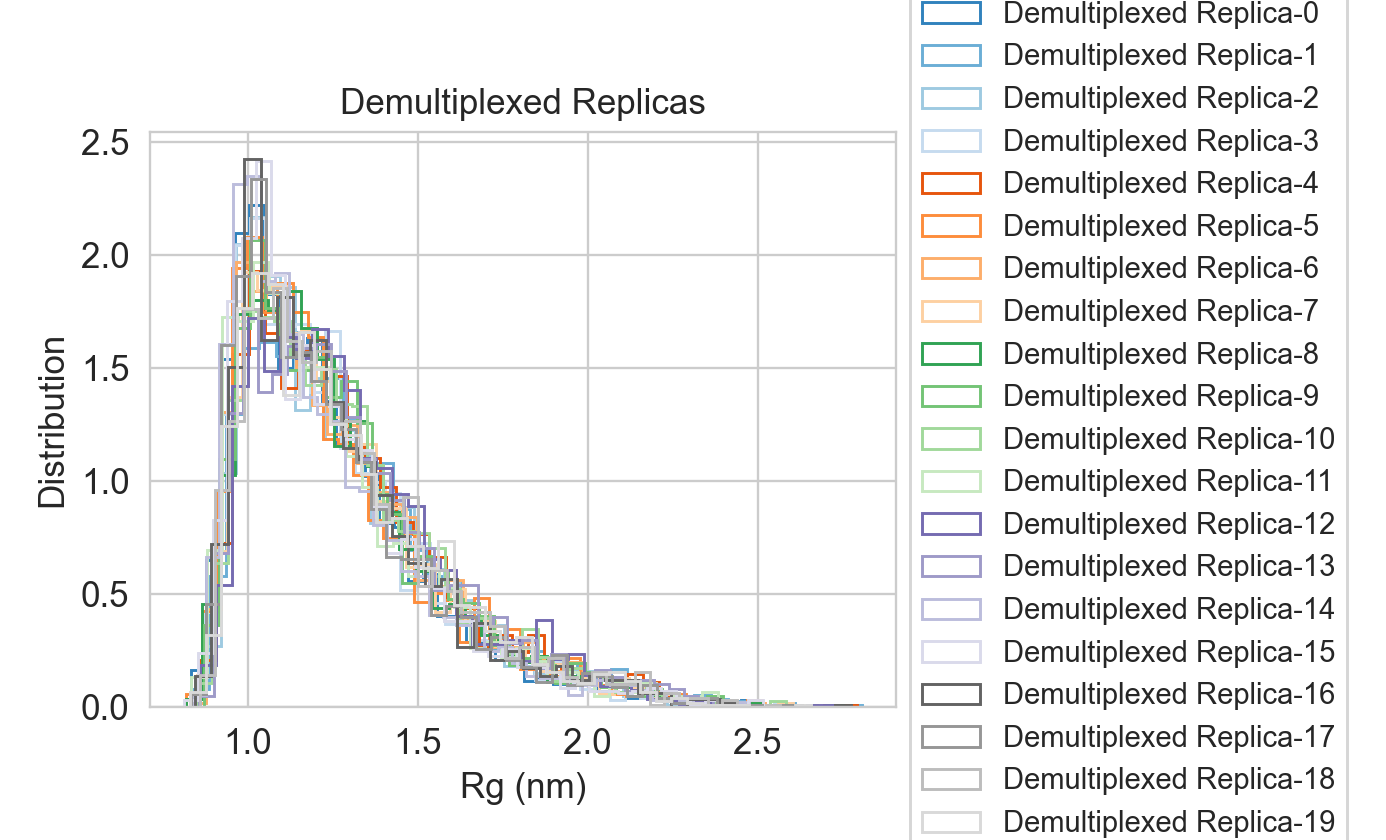 Demultiplexed Replicas
2.5
2.0
1.5
1.0
0.5
0.0
Distribution
1.0 1.5 2.0 2.5
Rg (nm)
Demultiplexed Replica-0
Demultiplexed Replica-1
Demultiplexed Replica-2
Demultiplexed Replica-3
Demultiplexed Replica-4
Demultiplexed Replica-5
Demultiplexed Replica-6
Demultiplexed Replica-7
Demultiplexed Replica-8
Demultiplexed Replica-9
Demultiplexed Replica-10
Demultiplexed Replica-11
Demultiplexed Replica-12
Demultiplexed Replica-13
Demultiplexed Replica-14
Demultiplexed Replica-15
Demultiplexed Replica-16
Demultiplexed Replica-17
Demultiplexed Replica-18
Demultiplexed Replica-19